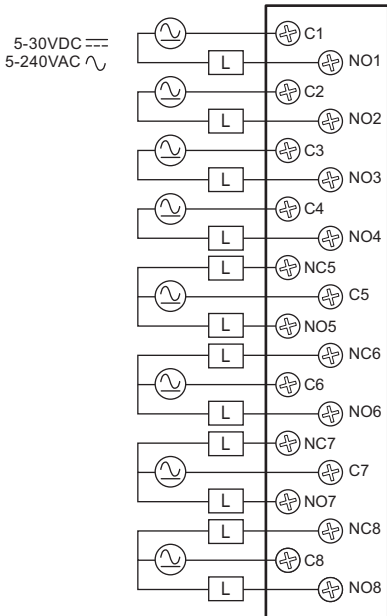 5-30VDC ⎓
5-240VAC ∿
C1
L NO1
C2
L NO2
C3
L NO3
C4
L NO4
L NC5
C5
L NO5
L NC6
C6
L NO6
L NC7
C7
L NO7
L NC8
C8
L NO8